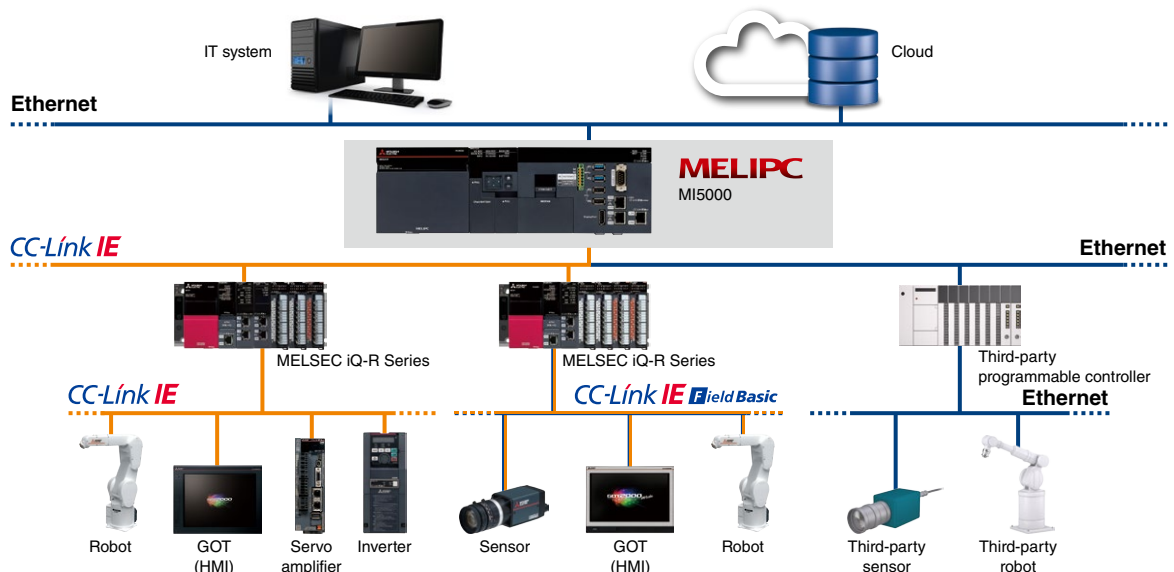 IT system
Cloud
Ethernet
MELIPC
MI5000
MELIPC
CC-Link IE
Ethernet
MELSEC iQ-R Series
MELSEC iQ-R Series
Third-party
programmable controller
CC-Link IE
CC-Link IE Field Basic
Ethernet
Robot
GOT
(HMI)
Servo
amplifier
Inverter
Sensor
GOT
(HMI)
Robot
Third-party
sensor
Third-party
robot